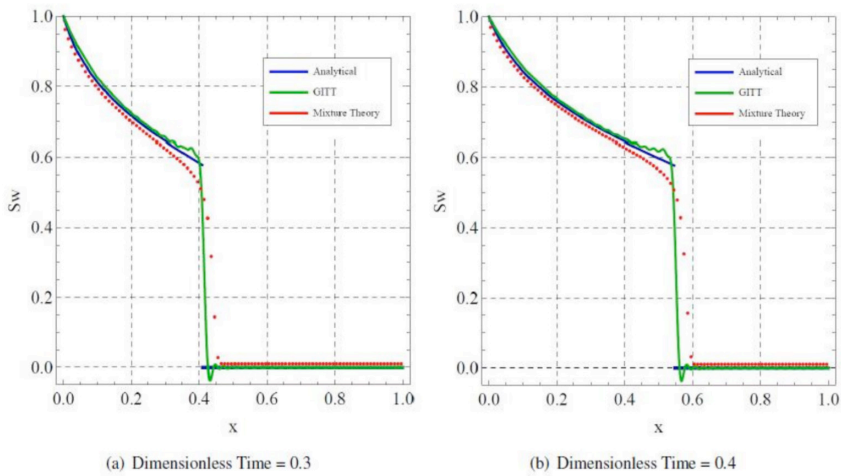 1.0
0.8
0.6
0.4
0.2
0.0
Sw
Analytical
GITT
Mixture Theory
0.0 0.2 0.4 0.6 0.8 1.0
x
(a) Dimensionless Time = 0.3
1.0
0.8
0.6
0.4
0.2
0.0
Sw
Analytical
GITT
Mixture Theory
0.0 0.2 0.4 0.6 0.8 1.0
x
(b) Dimensionless Time = 0.4